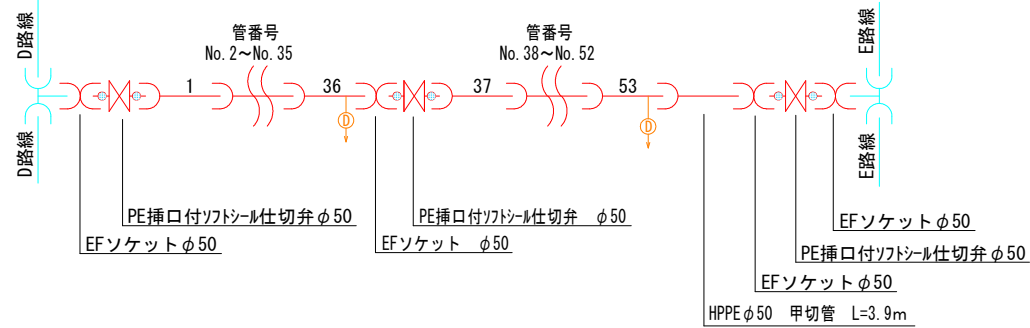 D路線
管番号
No.2～No.35
管番号
No.38～No.52
E路線
1
36
37
53
D
D
D路線
E路線
PE挿口付ソフトシール仕切弁φ50
EFソケットφ50
PE挿口付ソフトシール仕切弁 φ50
EFソケット φ50
EFソケットφ50
PE挿口付ソフトシール仕切弁φ50
EFソケットφ50
HPPEφ50 甲切管 L=3.9m